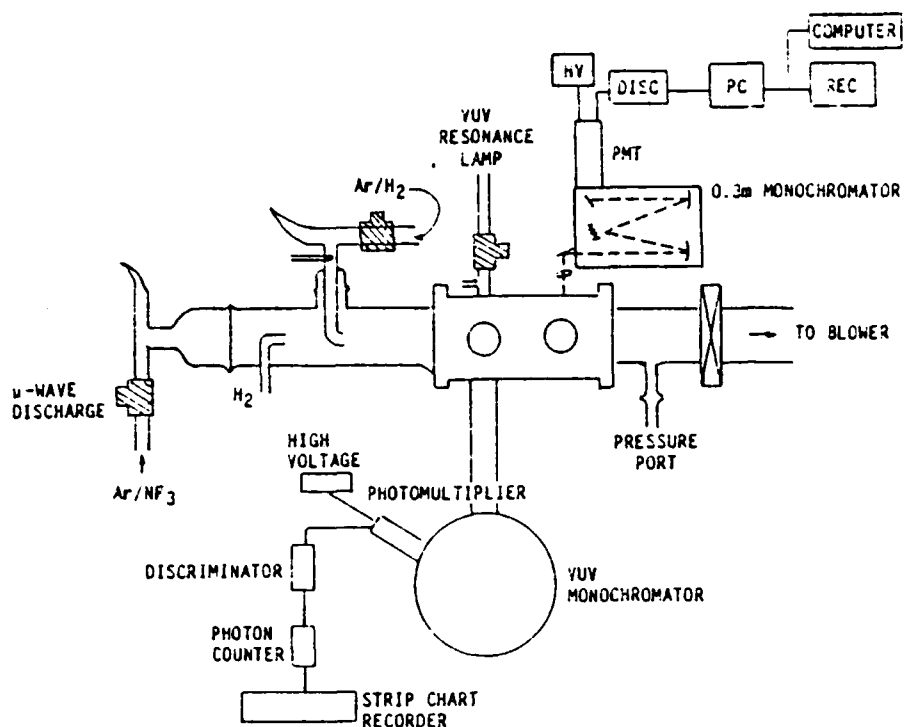 COMPUTER
HV
DISC
PC
REC
VUV
RESONANCE
LAMP
PMT
Ar/H2
0.3m MONOCHROMATOR
TO BLOWER
H2
μ-WAVE
DISCHARGE
PRESSURE
PORT
HIGH
VOLTAGE
Ar/NF3
PHOTOMULTIPLIER
DISCRIMINATOR
VUV
MONOCHROMATOR
PHOTON
COUNTER
STRIP CHART
RECORDER